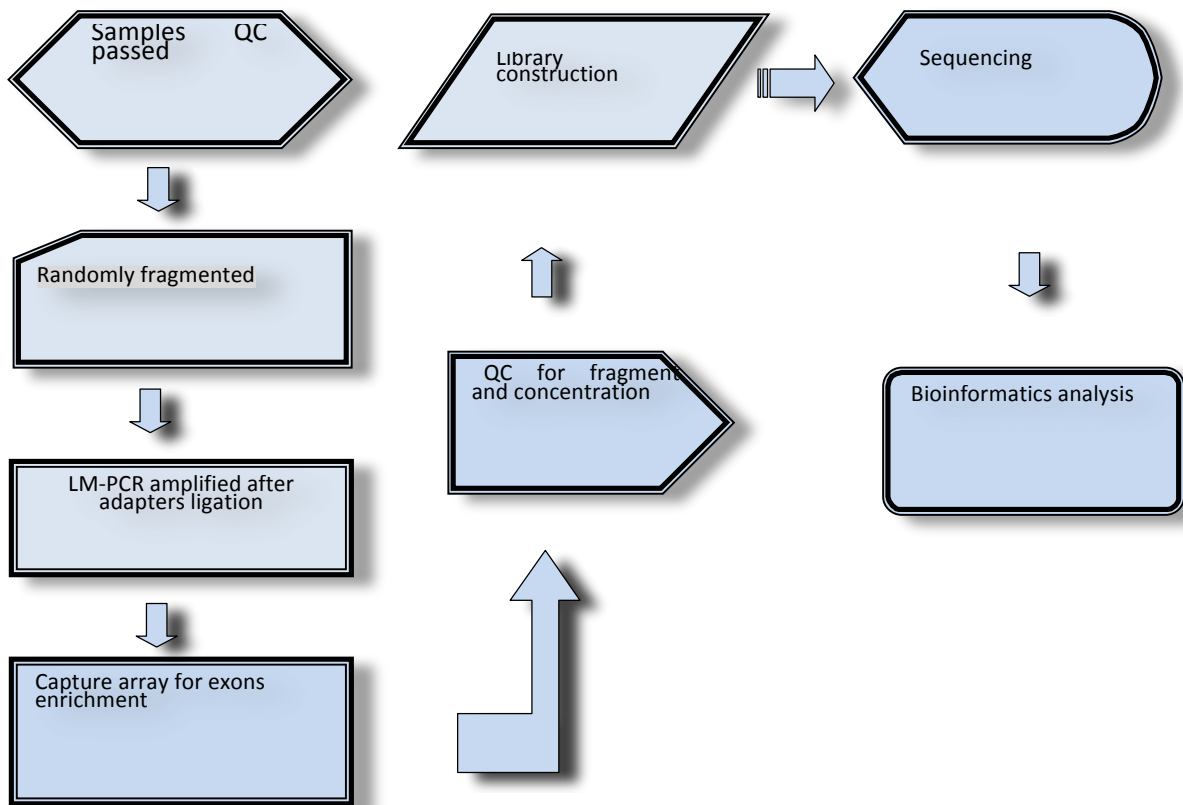 Samples QC
passed
Randomly fragmented
LM-PCR amplified after
adapters ligation
Capture array for exons
enrichment
QC for fragment
and concentration
Library
construction
Sequencing
Bioinformatics analysis